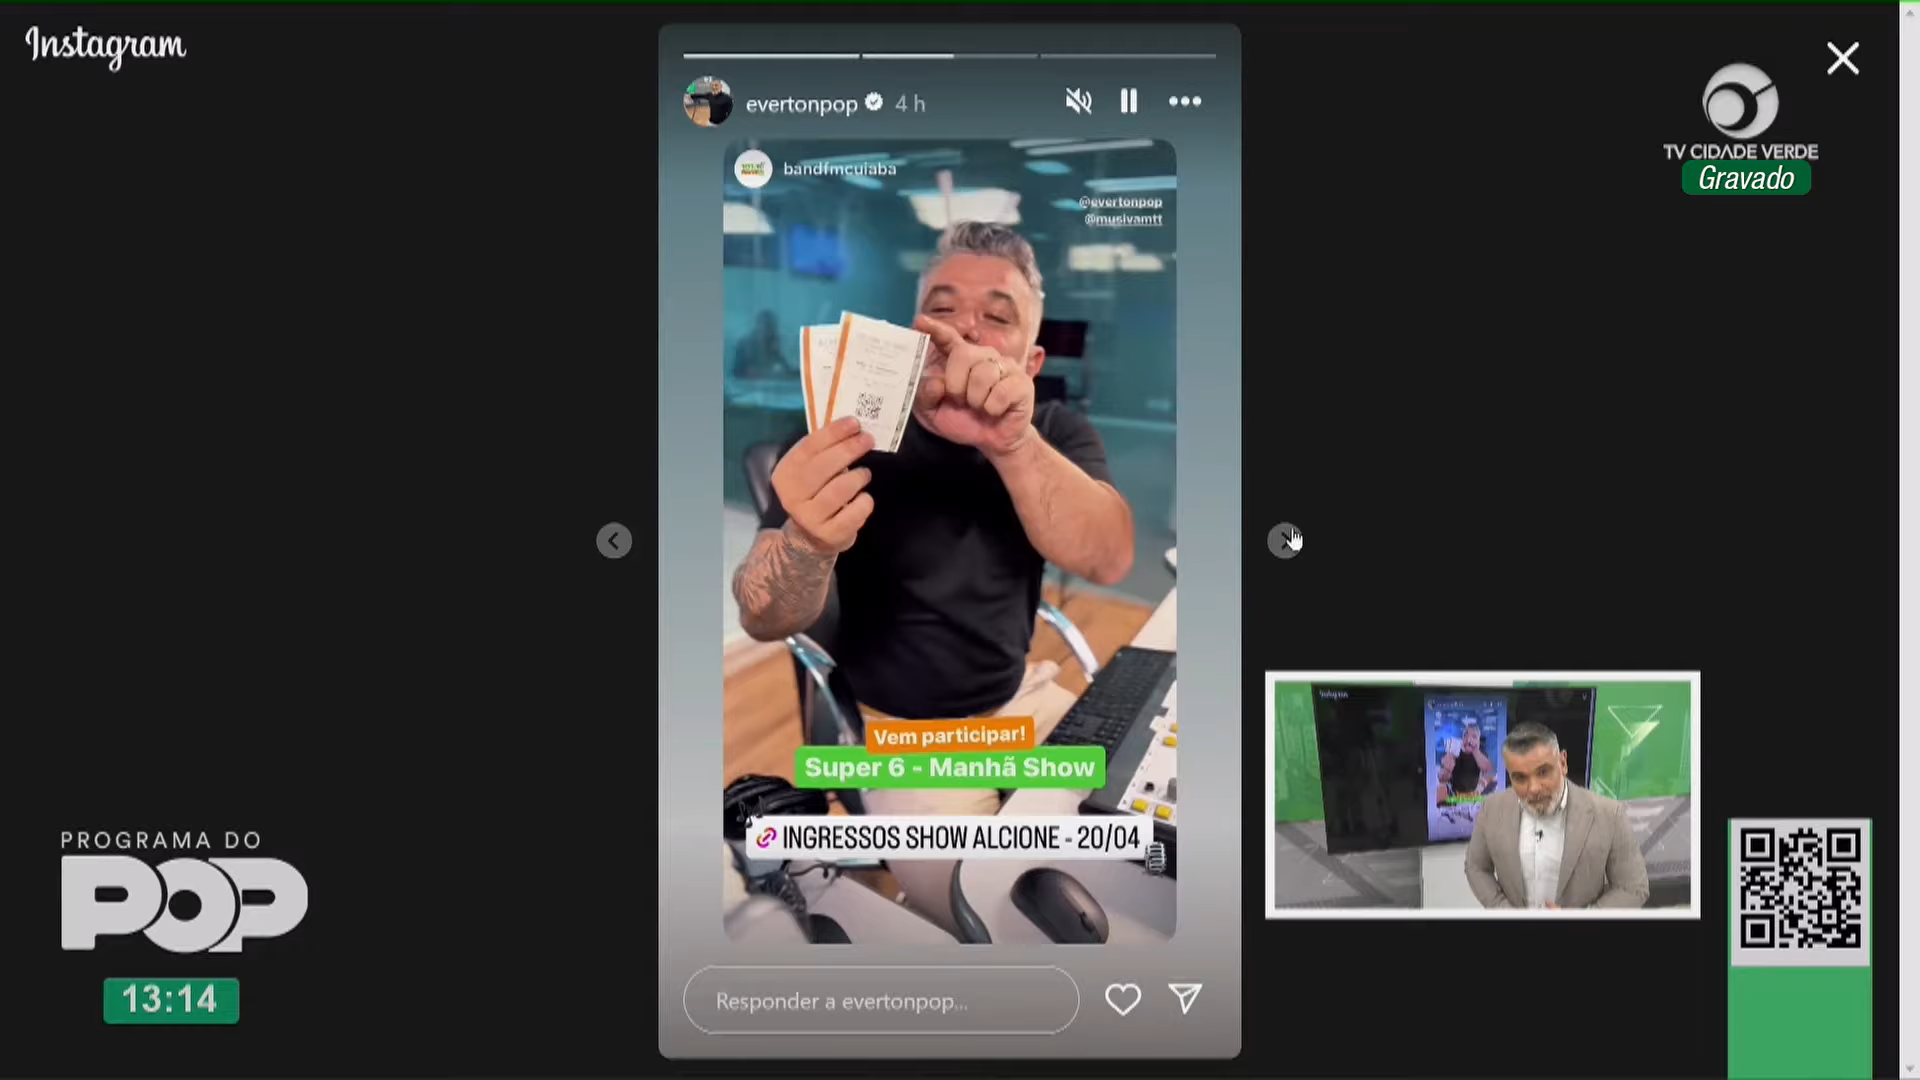 Instagram
evertonpop 4 h
bandfmcuiaba
@evertonpop
@musivamtt
Vem participar!
Super 6 - Manhã Show
INGRESSOS SHOW ALCIONE - 20/04
Responder a evertonpop...
TV CIDADE VERDE
Gravado
PROGRAMA DO
POP
13:14